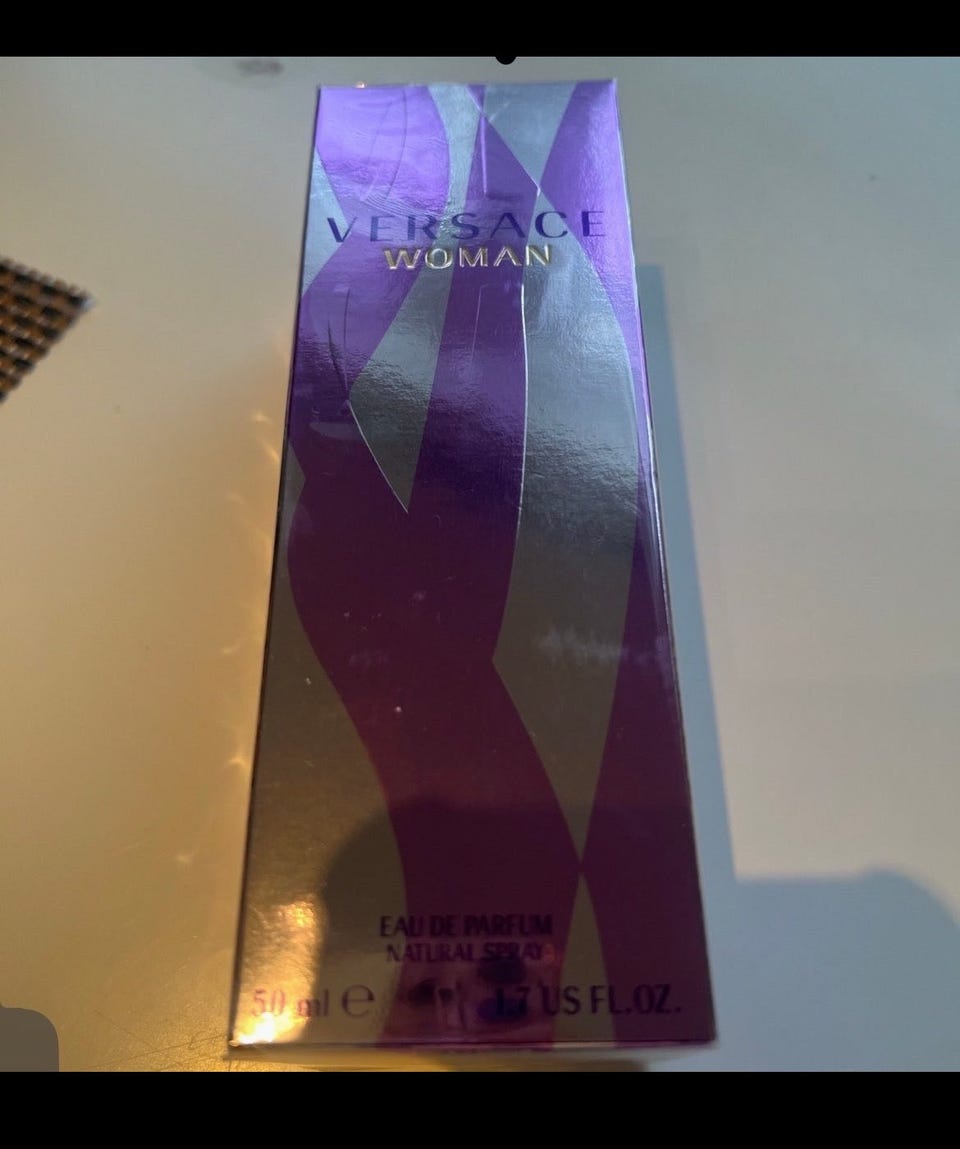 VERSACE
WOMAN
EAU DE PARFUM
NATURAL SPRAY
50 ml ℮ 1.7 US FL.OZ.